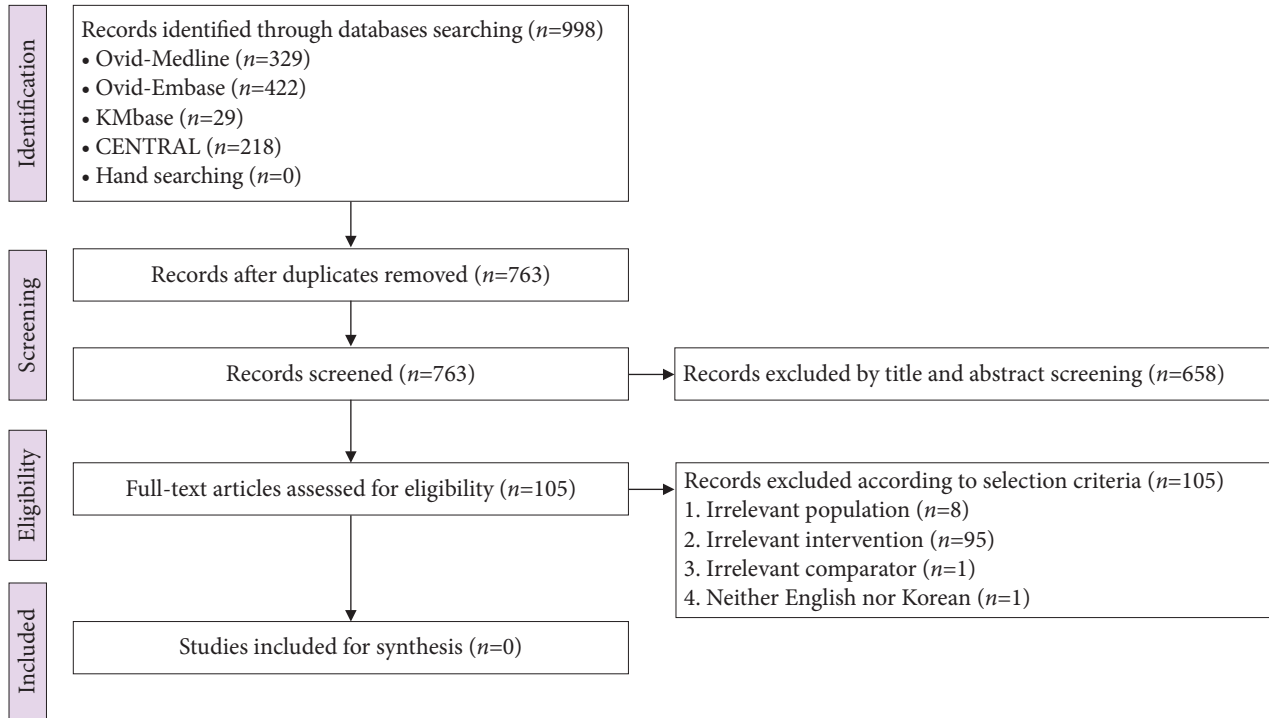 Identification
Records identified through databases searching (n=998)
• Ovid-Medline (n=329)
• Ovid-Embase (n=422)
• KMbase (n=29)
• CENTRAL (n=218)
• Hand searching (n=0)
Screening
Records after duplicates removed (n=763)
Records screened (n=763)
Records excluded by title and abstract screening (n=658)
Eligibility
Full-text articles assessed for eligibility (n=105)
Records excluded according to selection criteria (n=105)
1. Irrelevant population (n=8)
2. Irrelevant intervention (n=95)
3. Irrelevant comparator (n=1)
4. Neither English nor Korean (n=1)
Included
Studies included for synthesis (n=0)